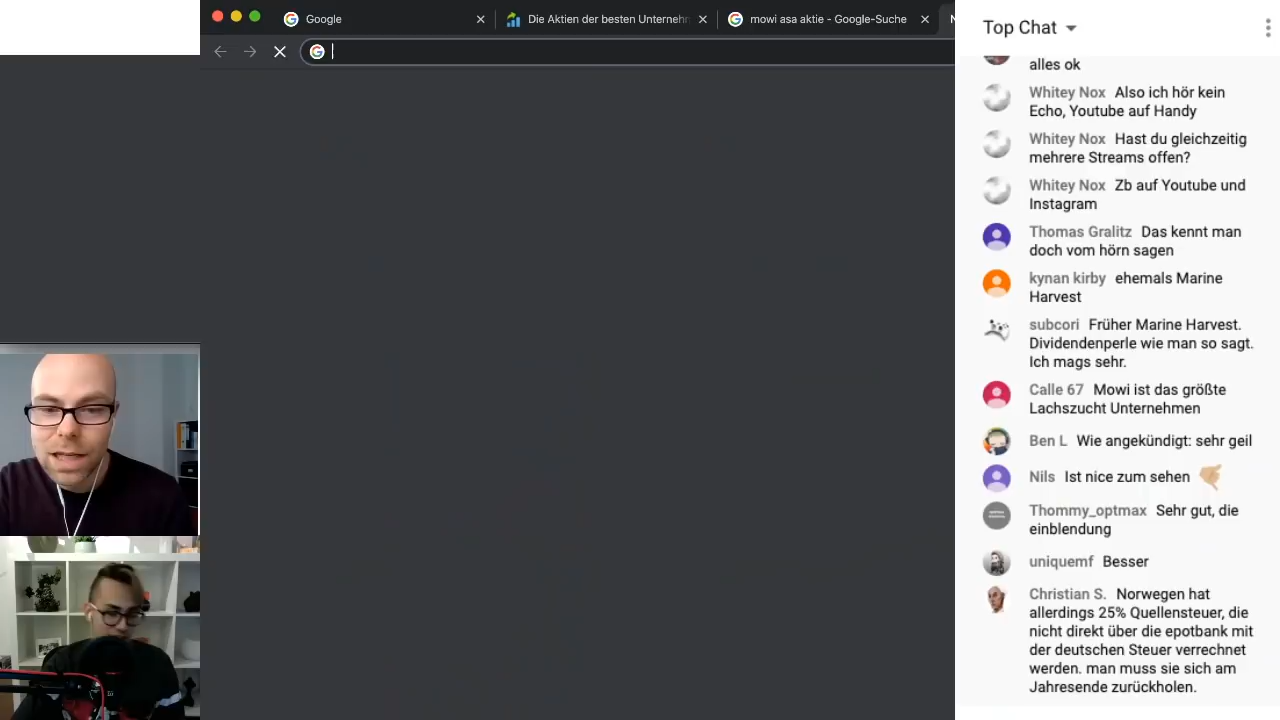 Google
Die Aktien der besten Unterneh
mowi asa aktie - Google-Suche
Top Chat
alles ok
Whitey Nox Also ich hör kein
Echo, Youtube auf Handy
Whitey Nox Hast du gleichzeitig
mehrere Streams offen?
Whitey Nox Zb auf Youtube und
Instagram
Thomas Gralitz Das kennt man
doch vom hörn sagen
kynan kirby ehemals Marine
Harvest
subcori Früher Marine Harvest.
Dividendenperle wie man so sagt.
Ich mags sehr.
Calle 67 Mowi ist das größte
Lachszucht Unternehmen
Ben L Wie angekündigt: sehr geil
Nils Ist nice zum sehen
Thommy_optmax Sehr gut, die
einblendung
uniquemf Besser
Christian S. Norwegen hat
allerdings 25% Quellensteuer, die
nicht direkt über die epotbank mit
der deutschen Steuer verrechnet
werden. man muss sie sich am
Jahresende zurückholen.